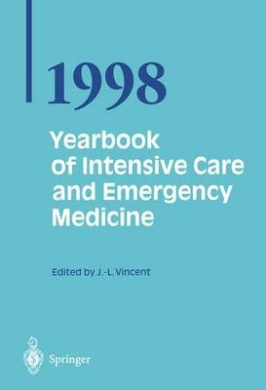 1998
Yearbook
of Intensive Care
and Emergency
Medicine
Edited by J.-L. Vincent
Springer